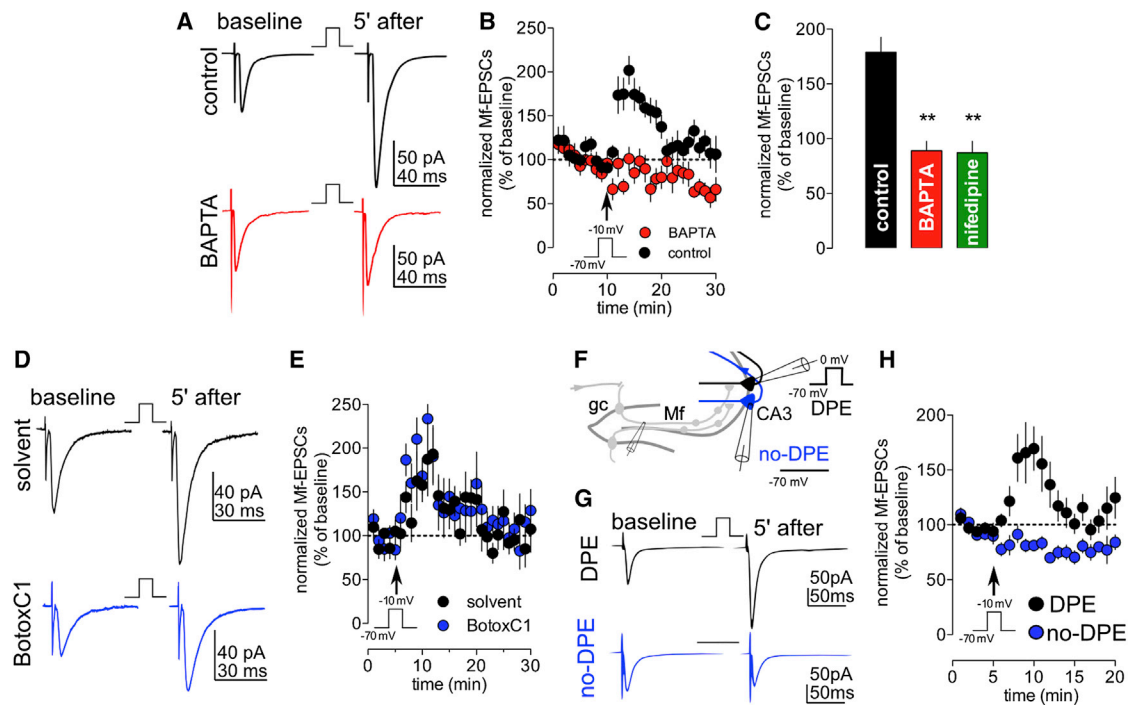 A
baseline
5' after
control
50 pA
40 ms
BAPTA
50 pA
40 ms
B
normalized Mf-EPSCs
(% of baseline)
250
200
150
100
50
0
-10 mV
-70 mV
BAPTA
control
0
10
20
30
time (min)
C
normalized Mf-EPSCs
(% of baseline)
200
150
100
50
0
**
**
control
BAPTA
nifedipine
D
baseline
5' after
solvent
40 pA
30 ms
BotoxC1
40 pA
30 ms
E
normalized Mf-EPSCs
(% of baseline)
250
200
150
100
50
0
-10 mV
-70 mV
solvent
BotoxC1
0
10
20
30
time (min)
F
gc
Mf
CA3
0 mV
-70 mV
DPE
no-DPE
-70 mV
G
baseline
5' after
DPE
50pA
50ms
no-DPE
50pA
50ms
H
normalized Mf-EPSCs
(% of baseline)
200
150
100
50
0
-10 mV
-70 mV
DPE
no-DPE
0
5
10
15
20
time (min)